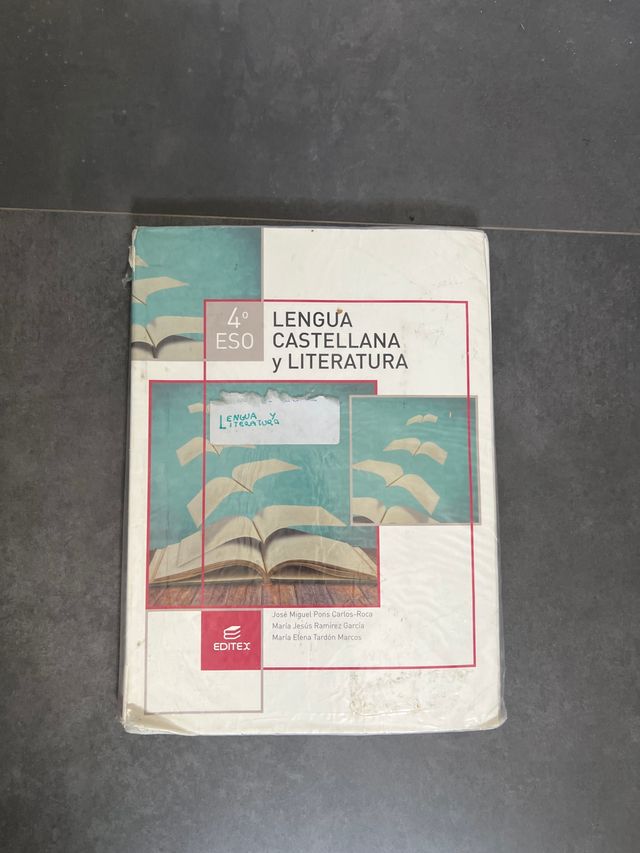 4º
ESO
LENGUA
CASTELLANA
y LITERATURA
LENGUA Y
LITERATURA
José Miguel Pons Carlos-Roca
María Jesús Ramírez García
María Elena Tardón Marcos
EDITEX